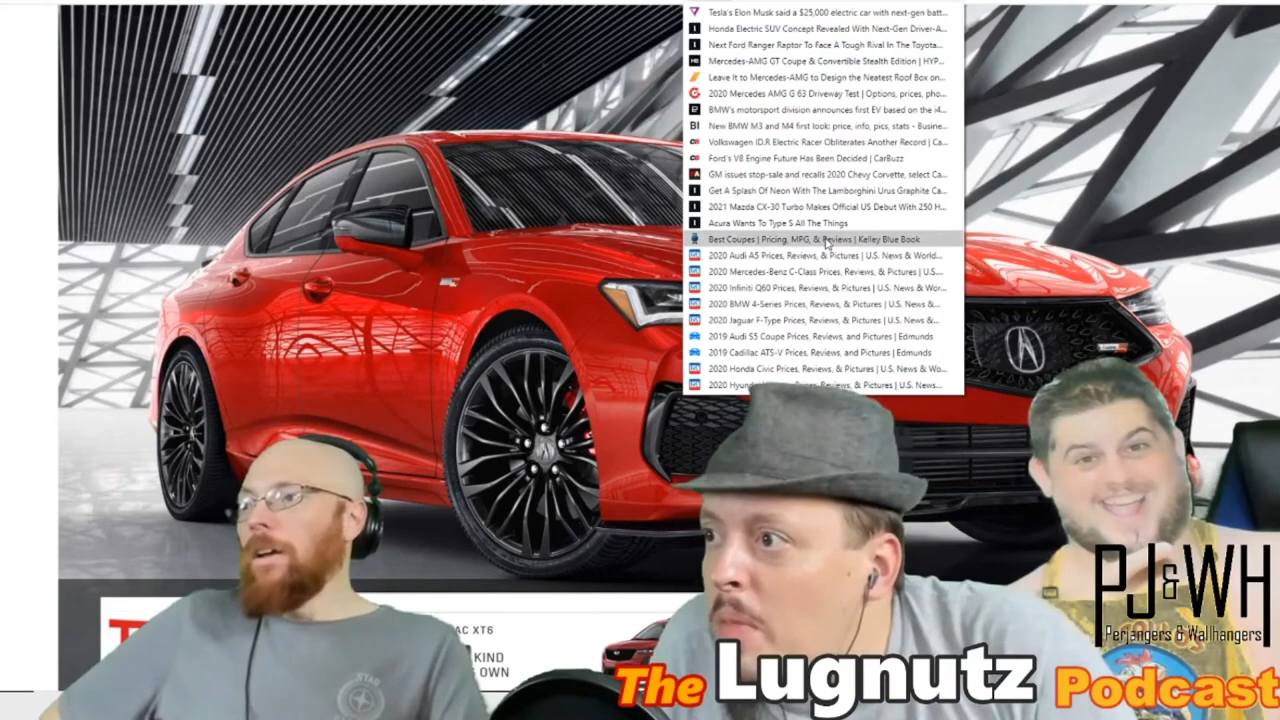 Tesla's Elon Musk said a $25,000 electric car with next-gen batt...
Honda Electric SUV Concept Revealed With Next-Gen Driver-A...
Next Ford Ranger Raptor To Face A Tough Rival In The Toyota...
Mercedes-AMG GT Coupe & Convertible Stealth Edition | HYP...
Leave It to Mercedes-AMG to Design the Neatest Roof Box on...
2020 Mercedes AMG G 63 Driveway Test | Options, prices, pho...
BMW's motorsport division announces first EV based on the i4...
BI New BMW M3 and M4 first look: price, info, pics, stats - Busine...
Volkswagen ID.R Electric Racer Obliterates Another Record | Ca...
Ford's V8 Engine Future Has Been Decided | CarBuzz
GM issues stop-sale and recalls 2020 Chevy Corvette, select Ca...
Get A Splash Of Neon With The Lamborghini Urus Graphite Ca...
2021 Mazda CX-30 Turbo Makes Official US Debut With 250 H...
Acura Wants To Type S All The Things
Best Coupes | Pricing, MPG, & Reviews | Kelley Blue Book
2020 Audi A5 Prices, Reviews, & Pictures | U.S. News & World...
2020 Mercedes-Benz C-Class Prices, Reviews, & Pictures | U.S...
2020 Infiniti Q60 Prices, Reviews, & Pictures | U.S. News & Wor...
2020 BMW 4-Series Prices, Reviews, & Pictures | U.S. News &...
2020 Jaguar F-Type Prices, Reviews, & Pictures | U.S. News &...
2019 Audi S5 Coupe Prices, Reviews, and Pictures | Edmunds
2019 Cadillac ATS-V Prices, Reviews, and Pictures | Edmunds
2020 Honda Civic Prices, Reviews, & Pictures | U.S. News & Wo...
2020 Prices, Reviews, & Pictures | U.S. News...
PJ&WH
Perjangers & Wallhangers
AC XT6
KIND
OWN
The Lugnutz Podcast